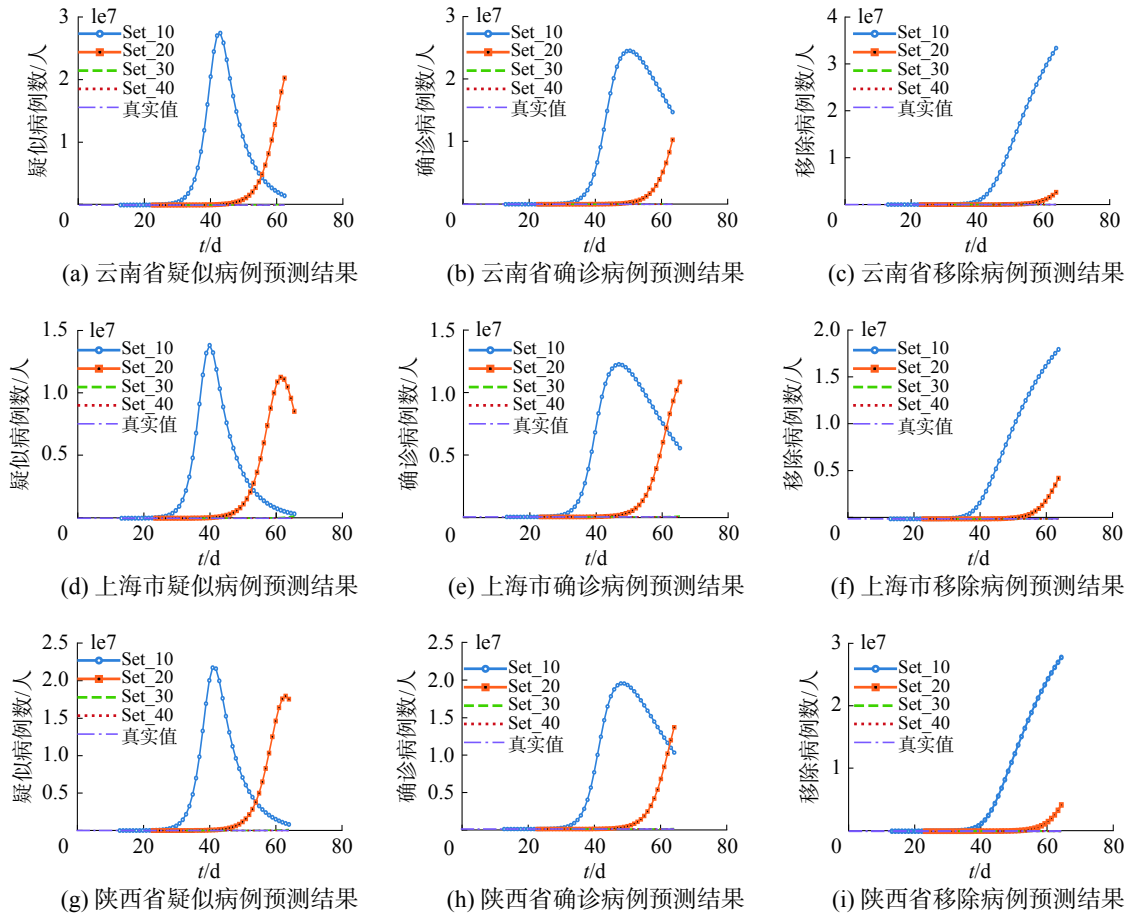 le7
3
2
1
0
20
40
60
80
Set_10
Set_20
Set_30
Set_40
真实值
疑似病例数/人
t/d
(a) 云南省疑似病例预测结果
le7
3
2
1
0
20
40
60
80
Set_10
Set_20
Set_30
Set_40
真实值
确诊病例数/人
t/d
(b) 云南省确诊病例预测结果
le7
4
3
2
1
0
20
40
60
80
Set_10
Set_20
Set_30
Set_40
真实值
移除病例数/人
t/d
(c) 云南省移除病例预测结果
le7
1.5
1.0
0.5
0
20
40
60
80
Set_10
Set_20
Set_30
Set_40
真实值
疑似病例数/人
t/d
(d) 上海市疑似病例预测结果
le7
1.5
1.0
0.5
0
20
40
60
80
Set_10
Set_20
Set_30
Set_40
真实值
确诊病例数/人
t/d
(e) 上海市确诊病例预测结果
le7
2.0
1.5
1.0
0.5
0
20
40
60
80
Set_10
Set_20
Set_30
Set_40
真实值
移除病例数/人
t/d
(f) 上海市移除病例预测结果
le7
2.5
2.0
1.5
1.0
0.5
0
20
40
60
80
Set_10
Set_20
Set_30
Set_40
真实值
疑似病例数/人
t/d
(g) 陕西省疑似病例预测结果
le7
2.5
2.0
1.5
1.0
0.5
0
20
40
60
80
Set_10
Set_20
Set_30
Set_40
真实值
确诊病例数/人
t/d
(h) 陕西省确诊病例预测结果
le7
3
2
1
0
20
40
60
80
Set_10
Set_20
Set_30
Set_40
真实值
移除病例数/人
t/d
(i) 陕西省移除病例预测结果